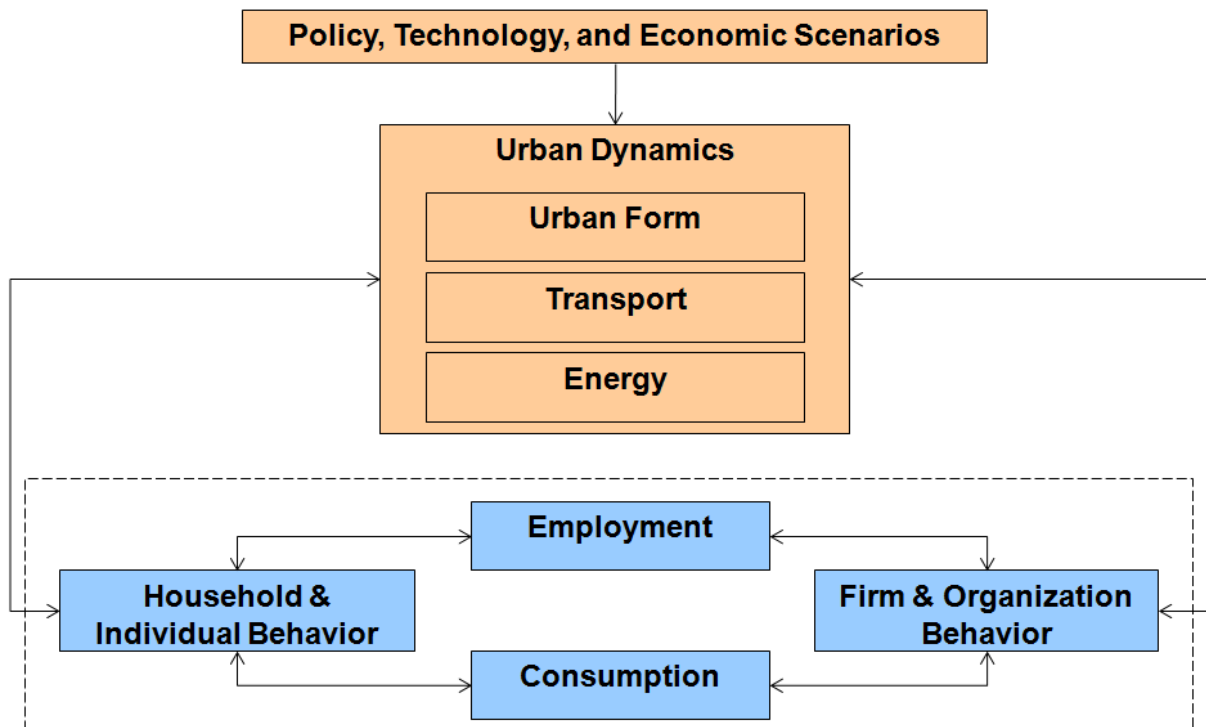 Policy, Technology, and Economic Scenarios
Urban Dynamics
Urban Form
Transport
Energy
Employment
Household &
Individual Behavior
Firm & Organization
Behavior
Consumption